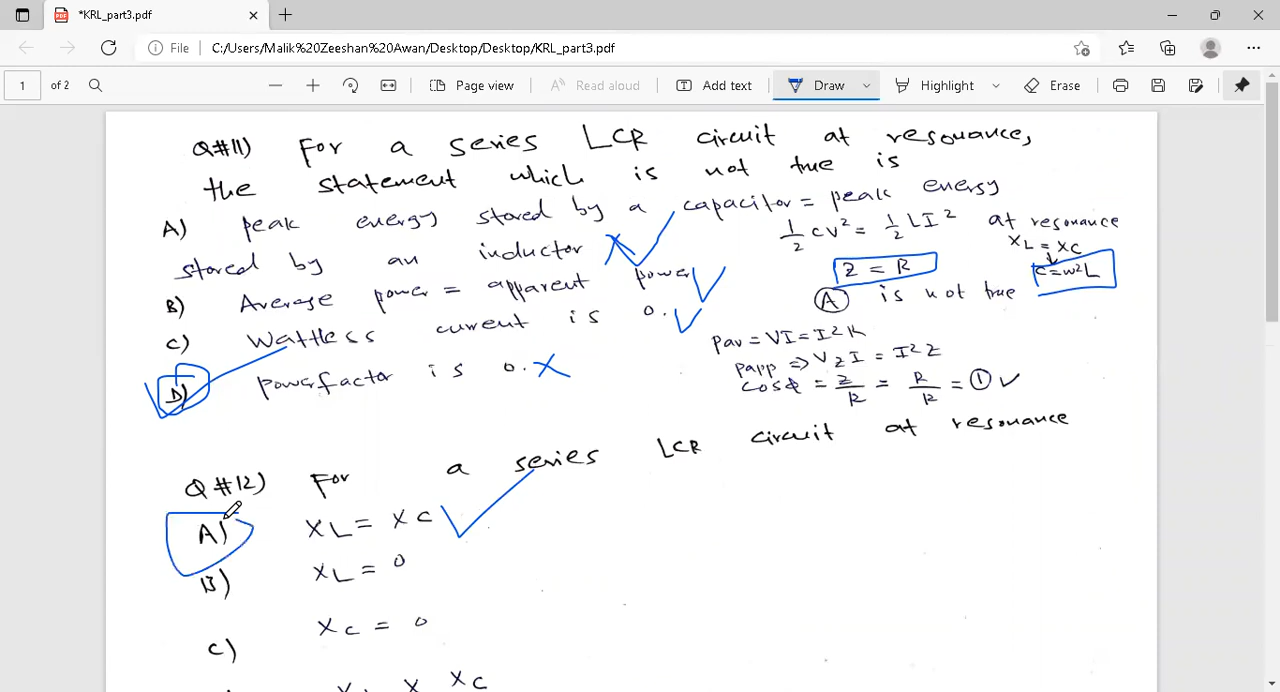 *KRL_part3.pdf
File C:/Users/Malik%20Zeeshan%20Awan/Desktop/Desktop/KRL_part3.pdf
1 of 2 Page view Read aloud Add text Draw Highlight Erase
Q#11) For a series LCR circuit at resonance,
the statement which is not true is
A) peak energy stored by a capacitor = peak energy
stored by an inductor
1/2 CV² = 1/2 LI² at resonance
XL = XC
Z = R
C = w²L
A is not true
B) Average power = apparent power
C) Wattless current is 0.
D) powerfactor is 0.
Pav = VI = I²R
Papp => VZI = I²Z
cosφ = Z/R = R/R = 1
Q#12) For a series LCR circuit at resonance
A) XL = XC
B) XL = 0
C) XC = 0